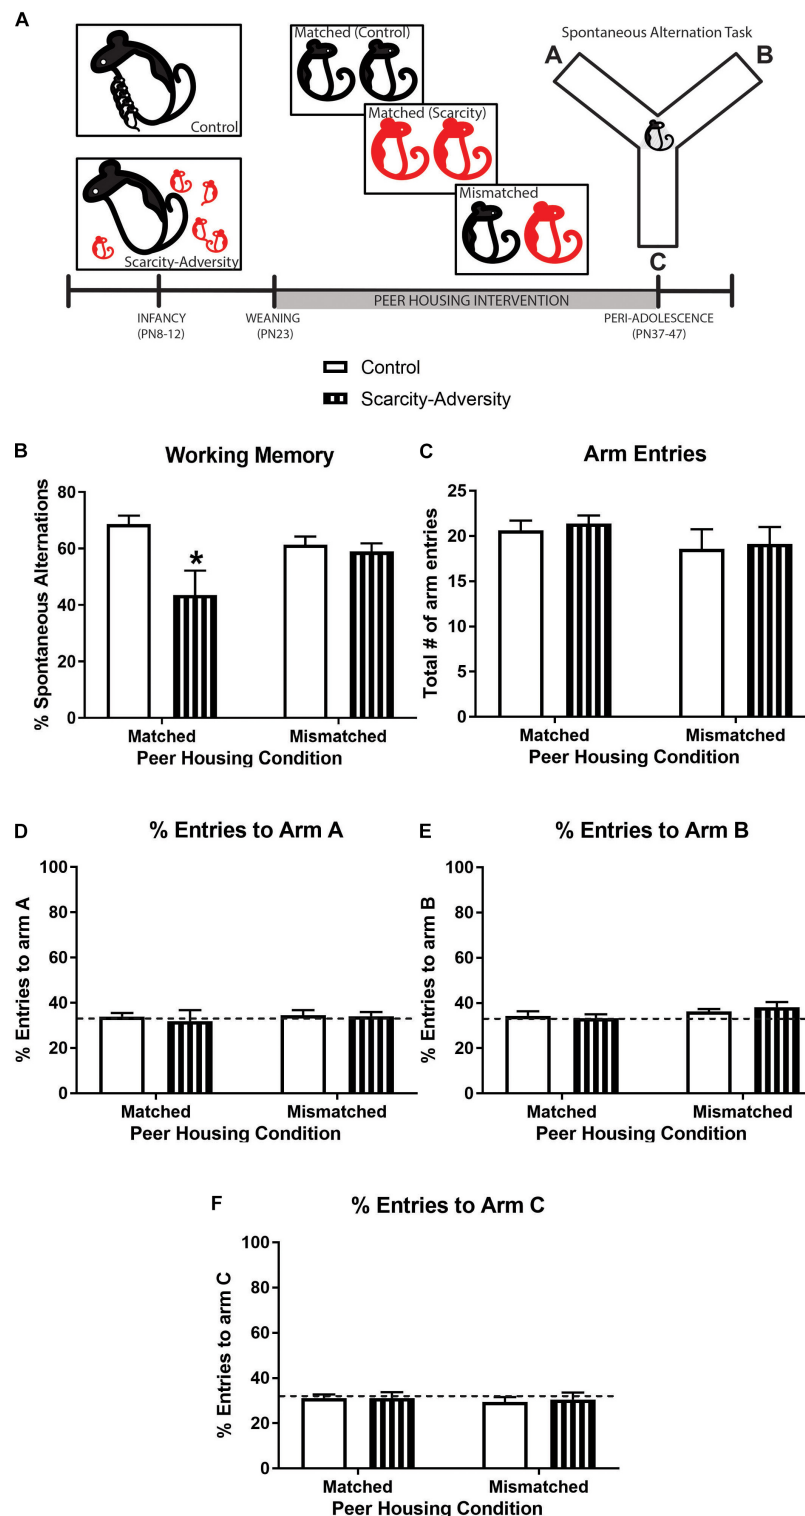 A
Control
Scarcity-Adversity
Matched (Control)
Matched (Scarcity)
Mismatched
Spontaneous Alternation Task
A
B
C
PEER HOUSING INTERVENTION
INFANCY
(PN8-12)
WEANING
(PN23)
PERI-ADOLESCENCE
(PN37-47)
Control
Scarcity-Adversity
B
Working Memory
% Spontaneous Alternations
80
60
40
20
0
*
Matched
Mismatched
Peer Housing Condition
C
Arm Entries
Total # of arm entries
25
20
15
10
5
0
Matched
Mismatched
Peer Housing Condition
D
% Entries to Arm A
% Entries to arm A
100
80
60
40
20
0
Matched
Mismatched
Peer Housing Condition
E
% Entries to Arm B
% Entries to arm B
100
80
60
40
20
0
Matched
Mismatched
Peer Housing Condition
F
% Entries to Arm C
% Entries to arm C
100
80
60
40
20
0
Matched
Mismatched
Peer Housing Condition